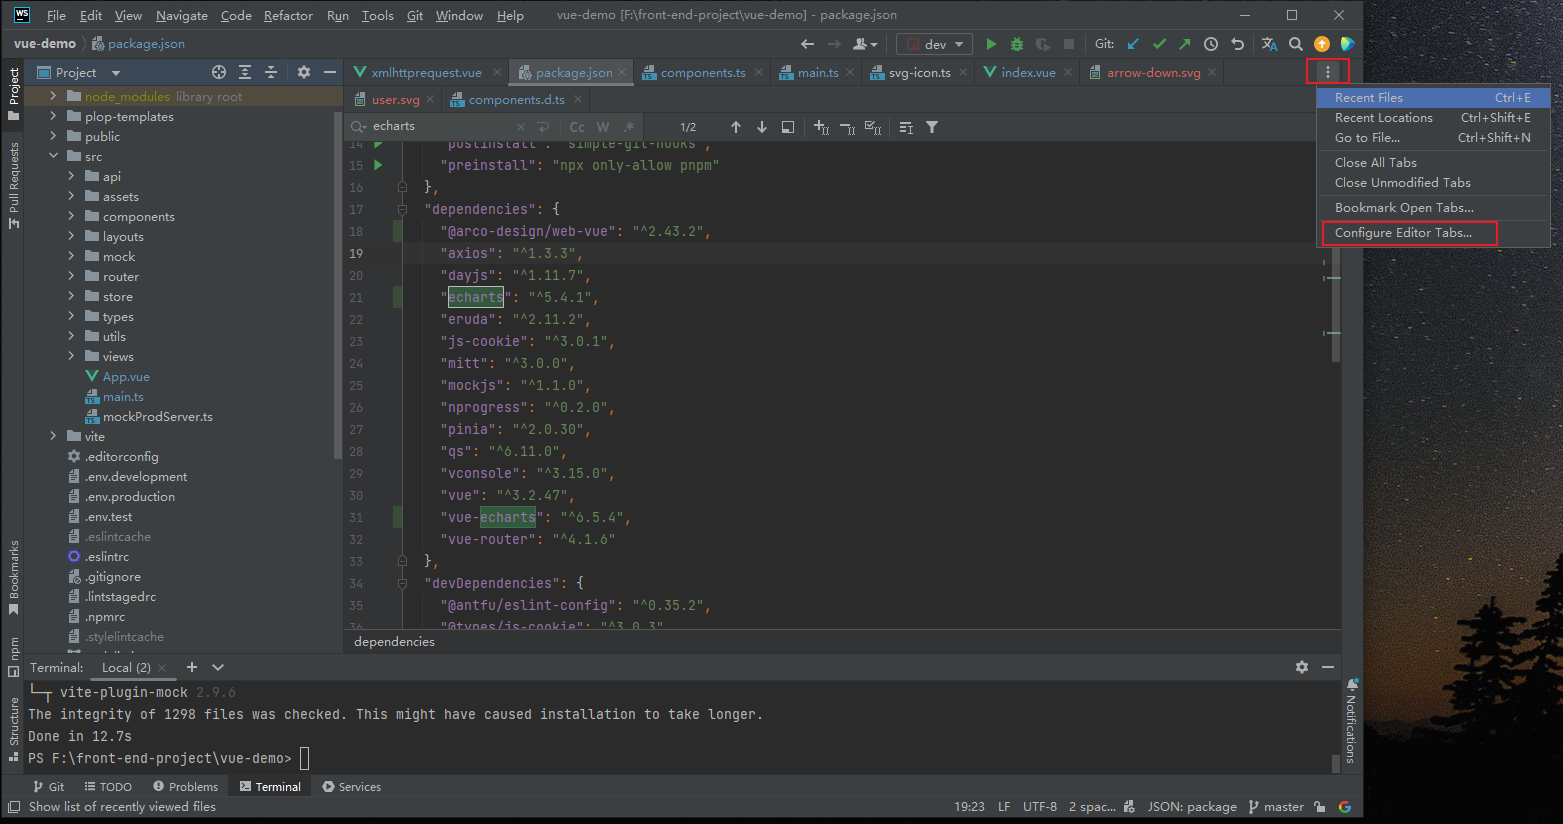 WS File Edit View Navigate Code Refactor Run Tools Git Window Help vue-demo [F:\front-end-project\vue-demo] - package.json
vue-demo package.json dev Git:
Project
xmlhttprequest.vue package.json components.ts main.ts svg-icon.ts index.vue arrow-down.svg
user.svg components.d.ts
echarts Cc W .* 1/2
Recent Files Ctrl+E
Recent Locations Ctrl+Shift+E
Go to File... Ctrl+Shift+N
Close All Tabs
Close Unmodified Tabs
Bookmark Open Tabs...
Configure Editor Tabs...
Project
Pull Requests
Bookmarks
npm
Structure
node_modules library root
plop-templates
public
src
api
assets
components
layouts
mock
router
store
types
utils
views
App.vue
main.ts
mockProdServer.ts
vite
.editorconfig
.env.development
.env.production
.env.test
.eslintcache
.eslintrc
.gitignore
.lintstagedrc
.npmrc
.stylelintcache
14 "postinstall": "simple-git-hooks",
15 "preinstall": "npx only-allow pnpm"
16 },
17 "dependencies": {
18 "@arco-design/web-vue": "^2.43.2",
19 "axios": "^1.3.3",
20 "dayjs": "^1.11.7",
21 "echarts": "^5.4.1",
22 "eruda": "^2.11.2",
23 "js-cookie": "^3.0.1",
24 "mitt": "^3.0.0",
25 "mockjs": "^1.1.0",
26 "nprogress": "^0.2.0",
27 "pinia": "^2.0.30",
28 "qs": "^6.11.0",
29 "vconsole": "^3.15.0",
30 "vue": "^3.2.47",
31 "vue-echarts": "^6.5.4",
32 "vue-router": "^4.1.6"
33 },
34 "devDependencies": {
35 "@antfu/eslint-config": "^0.35.2",
36 "@types/js-cookie": "^3.0.3"
dependencies
Terminal: Local (2)
vite-plugin-mock 2.9.6
The integrity of 1298 files was checked. This might have caused installation to take longer.
Done in 12.7s
PS F:\front-end-project\vue-demo>
Notifications
Git TODO Problems Terminal Services
Show list of recently viewed files 19:23 LF UTF-8 2 spac... JSON: package master